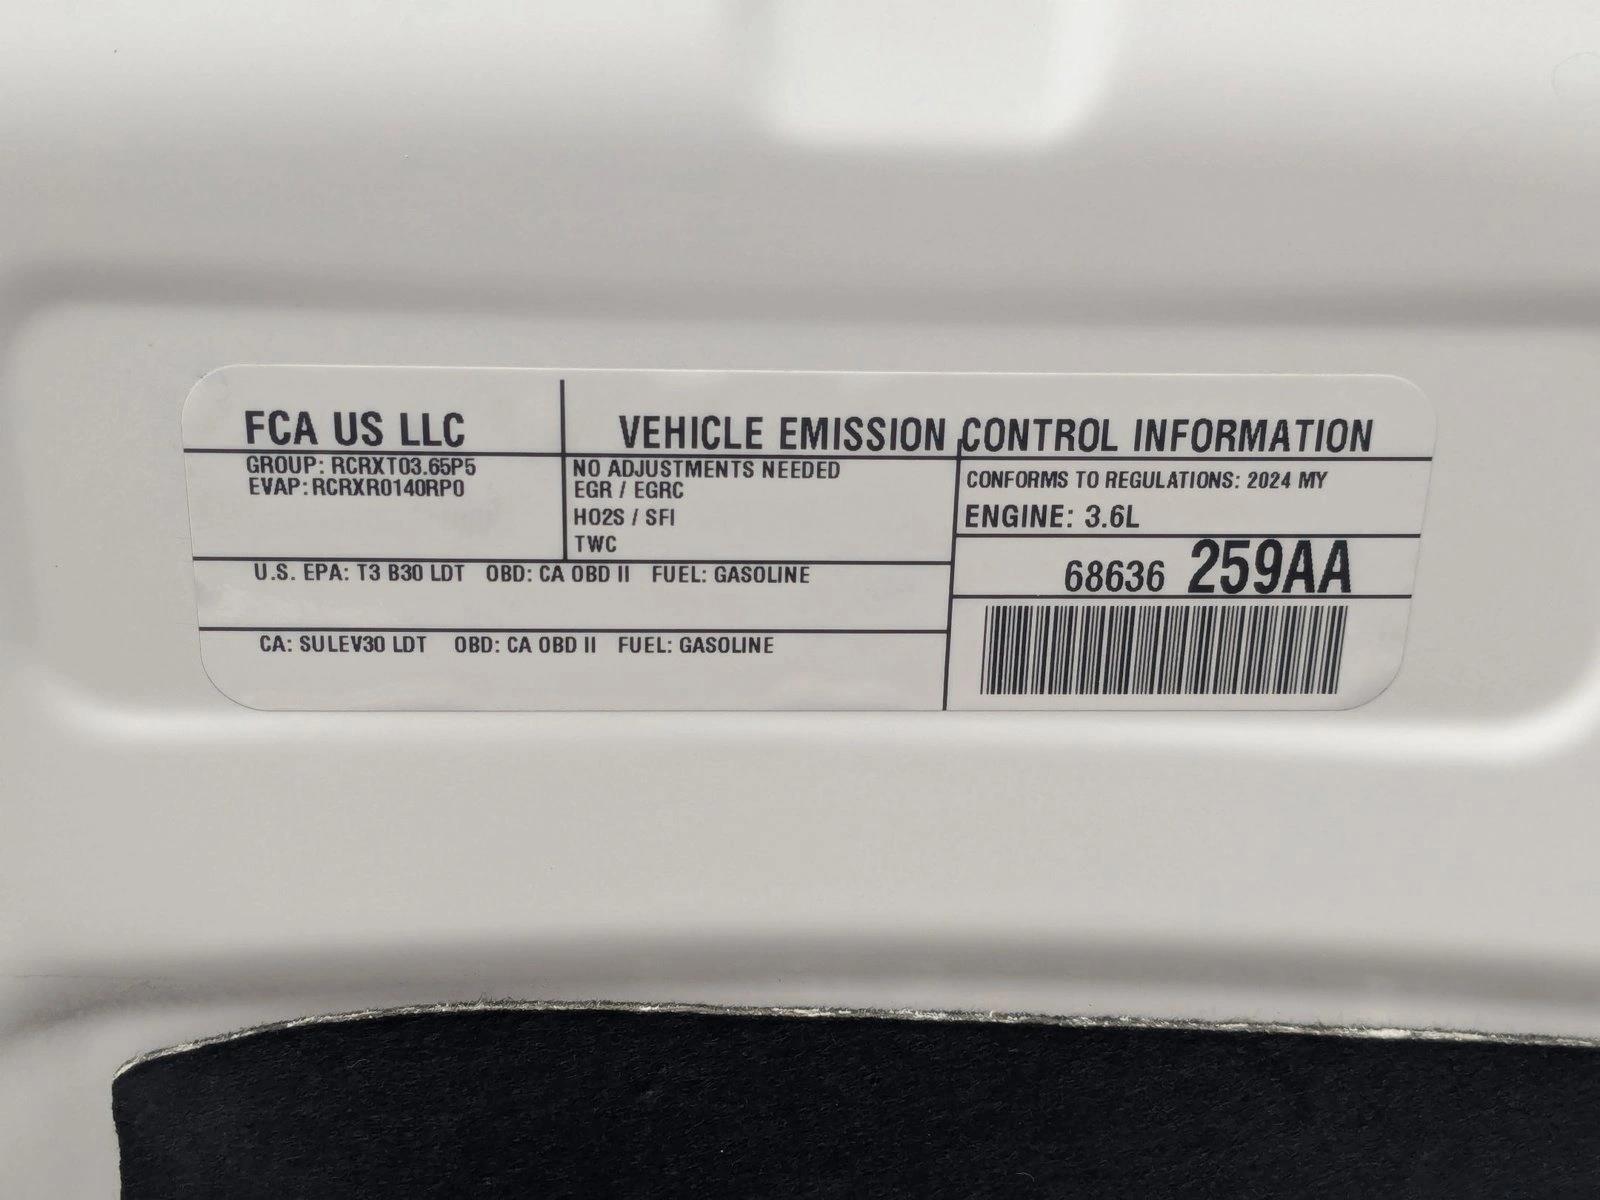 FCA US LLC
VEHICLE EMISSION CONTROL INFORMATION
GROUP: RCRXT03.65P5
EVAP: RCRXR0140RP0
NO ADJUSTMENTS NEEDED
EGR / EGRC
HO2S / SFI
TWC
CONFORMS TO REGULATIONS: 2024 MY
ENGINE: 3.6L
68636 259AA
U.S. EPA: T3 B30 LDT OBD: CA OBD II FUEL: GASOLINE
CA: SULEV30 LDT OBD: CA OBD II FUEL: GASOLINE